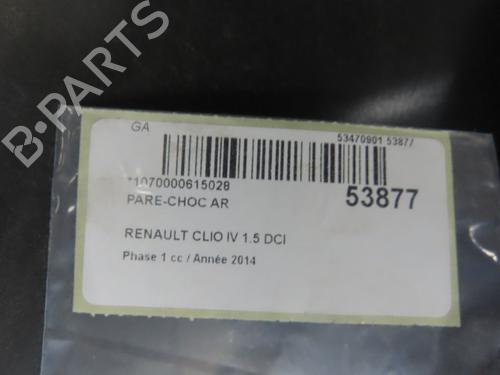 B-PARTS
GA
53470901 53877
*1070000615028
53877
PARE-CHOC AR
RENAULT CLIO IV 1.5 DCI
Phase 1 cc / Année 2014